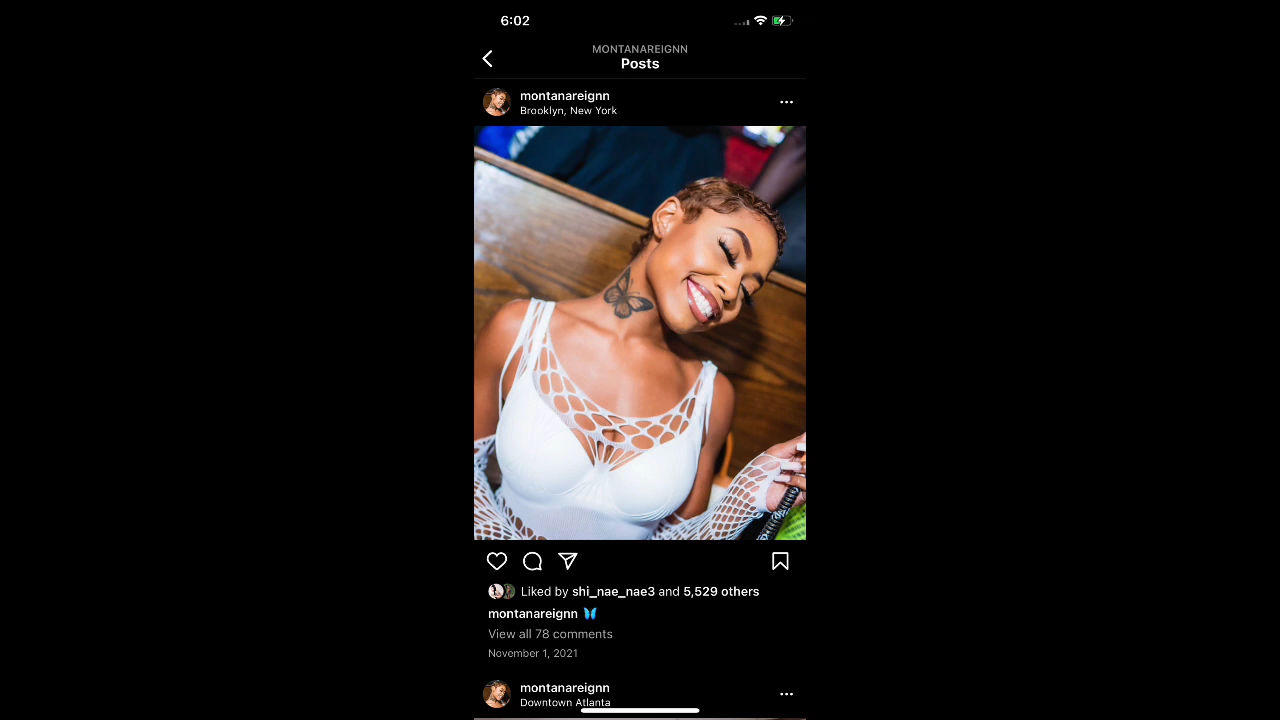 6:02
MONTANAREIGNN
Posts
montanareignn
Brooklyn, New York
Liked by shi_nae_nae3 and 5,529 others
montanareignn 🦋
View all 78 comments
November 1, 2021
montanareignn
Downtown Atlanta